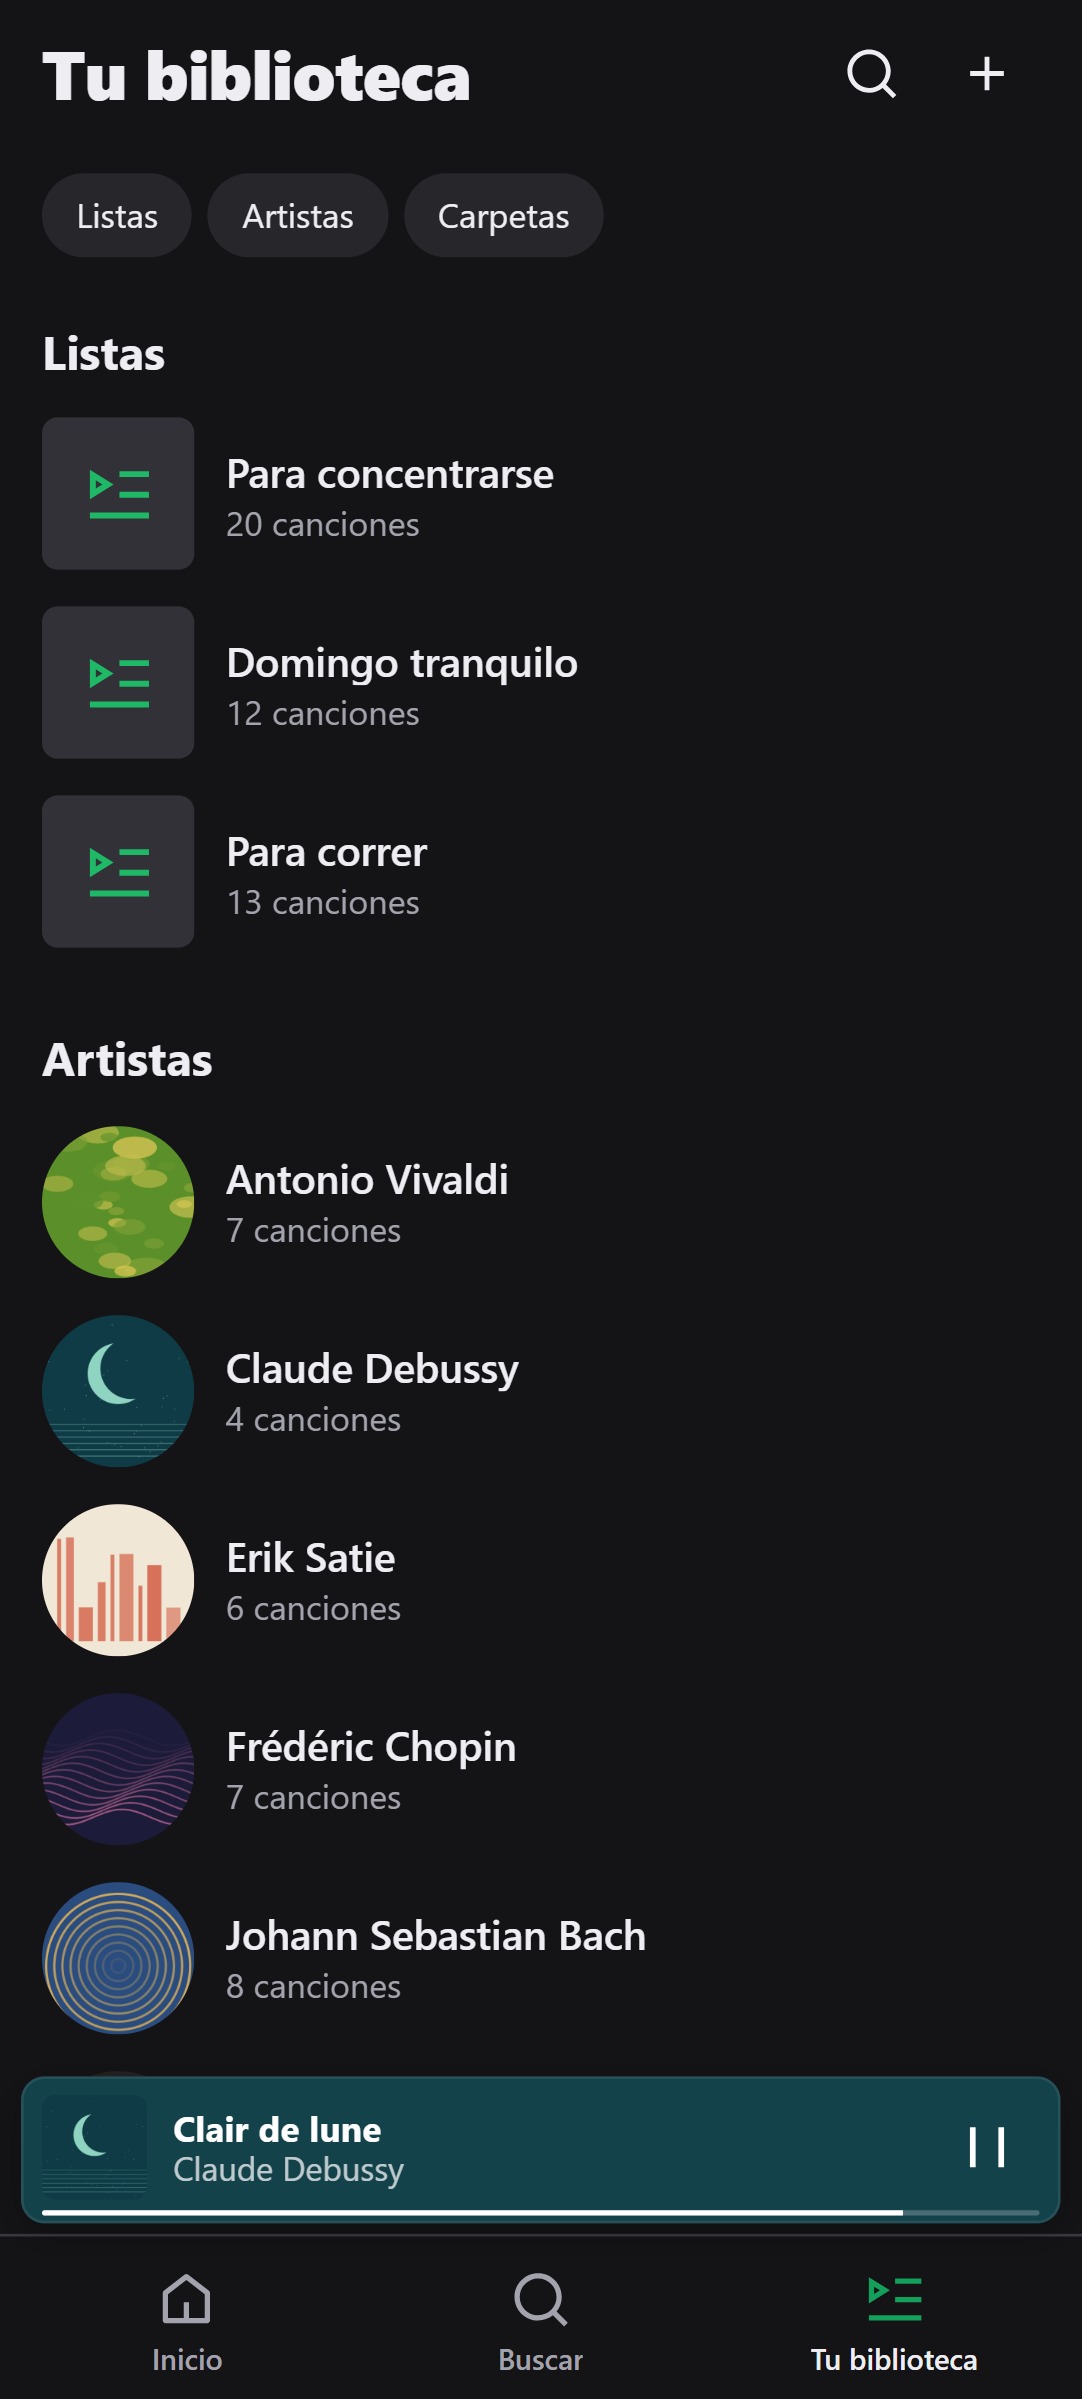 Tu biblioteca
Listas
Artistas
Carpetas
Listas
Para concentrarse
20 canciones
Domingo tranquilo
12 canciones
Para correr
13 canciones
Artistas
Antonio Vivaldi
7 canciones
Claude Debussy
4 canciones
Erik Satie
6 canciones
Frédéric Chopin
7 canciones
Johann Sebastian Bach
8 canciones
Clair de lune
Claude Debussy
Inicio
Buscar
Tu biblioteca